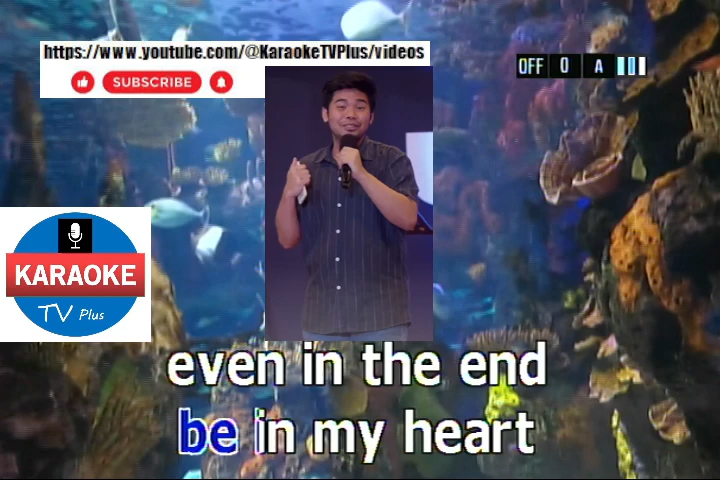 https://www.youtube.com/@KaraokeTVPlus/videos
SUBSCRIBE
OFF 0 A
KARAOKE
TV Plus
even in the end
be in my heart